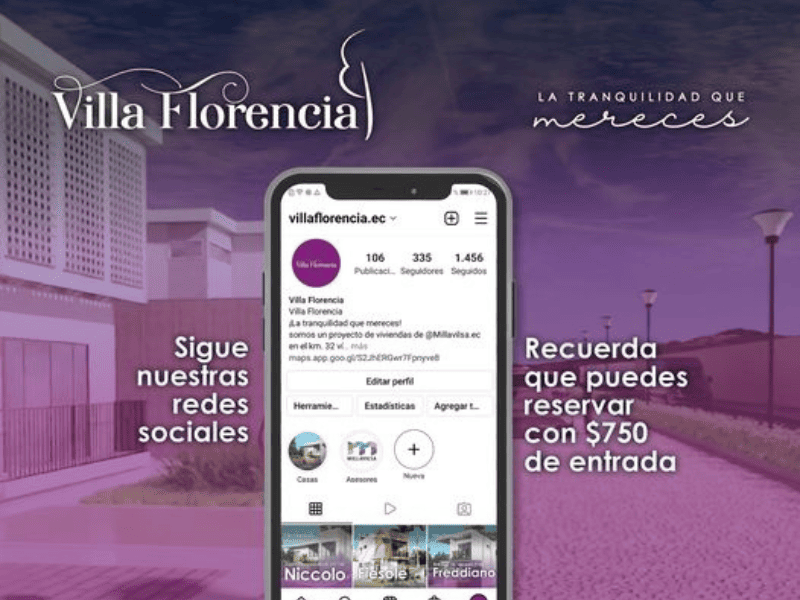 Villa Florencia
LA TRANQUILIDAD QUE
mereces
10:27
villaflorencia.ec
106
335
1.456
Publicaci...
Seguidores
Seguidos
Villa Florencia
Villa Florencia
Villa Florencia
¡La tranquilidad que mereces!
somos un proyecto de viviendas de @Millavilsa.ec
en el km. 32 ví... más
maps.app.goo.gl/S2JhERGwr7Fpnyve8
Editar perfil
Herramie...
Estadísticas
Agregar t...
Casas
Asesores
Nueva
Niccolo
Fiesole
Freddiano
Sigue
nuestras
redes
sociales
Recuerda
que puedes
reservar
con $750
de entrada